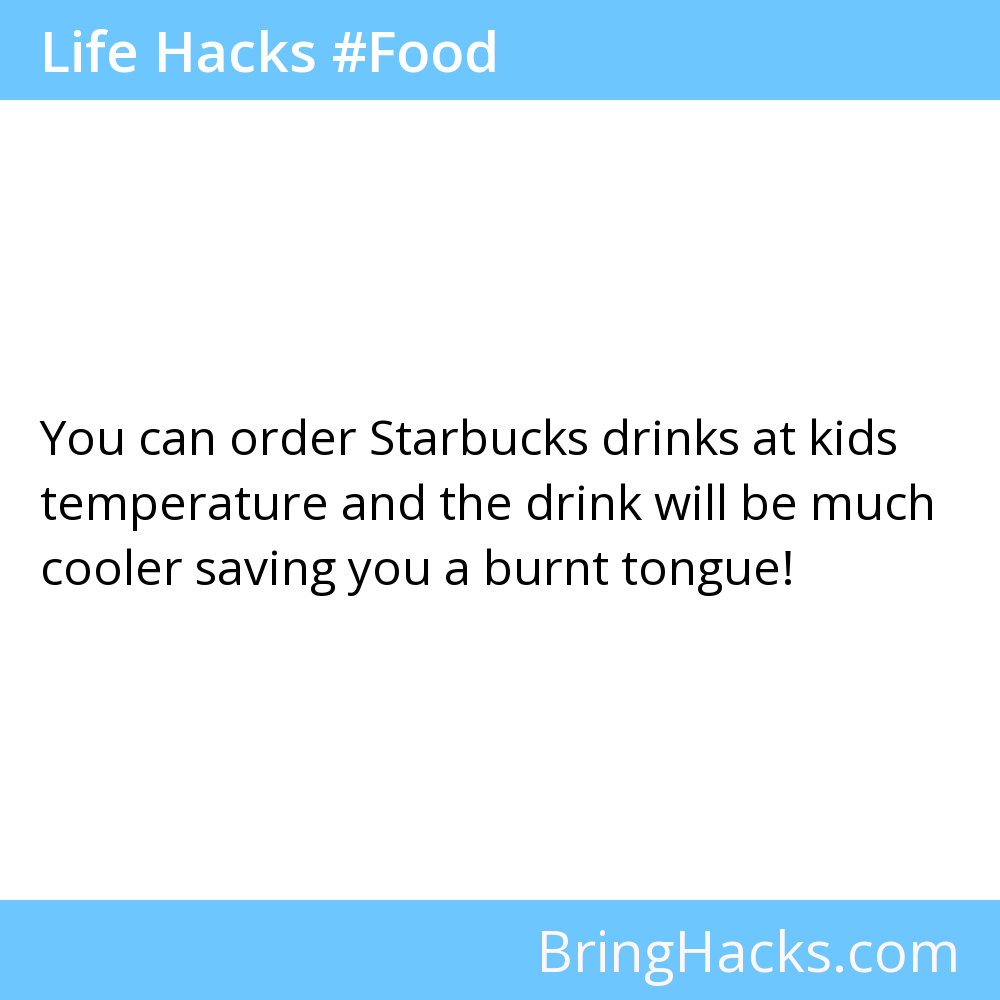 Life Hacks #Food
You can order Starbucks drinks at kids
temperature and the drink will be much
cooler saving you a burnt tongue!
BringHacks.com